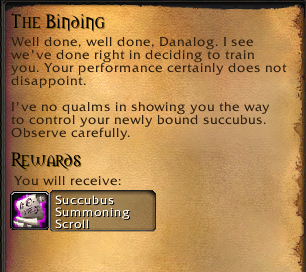 The Binding
Well done, well done, Danalog. I see
we've done right in deciding to train
you. Your performance certainly does not
disappoint.
I've no qualms in showing you the way
to control your newly bound succubus.
Observe carefully.
Rewards
You will receive:
Succubus
Summoning
Scroll